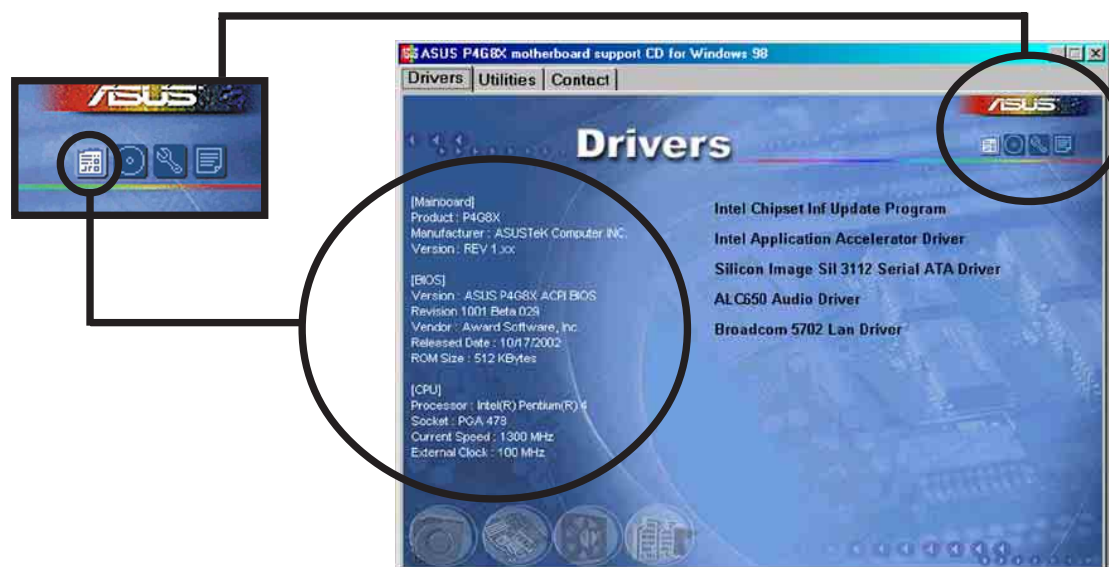 ASUS
ASUS P4G8X motherboard support CD for Windows 98
Drivers Utilities Contact
ASUS
Drivers
[Mainboard]
Product : P4G8X
Manufacturer : ASUSTeK Computer INC.
Version : REV 1.xx
[BIOS]
Version : ASUS P4G8X ACPI BIOS
Revision 1001 Beta 029
Vendor : Award Software, Inc.
Released Date : 10/17/2002
ROM Size : 512 KBytes
[CPU]
Processor : Intel(R) Pentium(R) 4
Socket : PGA 478
Current Speed : 1300 MHz
External Clock : 100 MHz
Intel Chipset Inf Update Program
Intel Application Accelerator Driver
Silicon Image SiI 3112 Serial ATA Driver
ALC650 Audio Driver
Broadcom 5702 Lan Driver